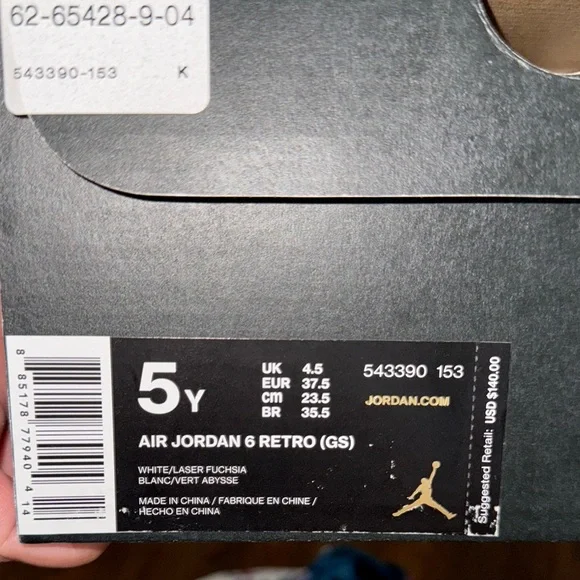 62-65428-9-04
543390-153 K
5Y
UK 4.5
EUR 37.5
cm 23.5
BR 35.5
543390 153
JORDAN.COM
AIR JORDAN 6 RETRO (GS)
WHITE/LASER FUCHSIA
BLANC/VERT ABYSSE
MADE IN CHINA / FABRIQUE EN CHINE /
HECHO EN CHINA
Suggested Retail: USD $140.00
8 85178 77940 4 14